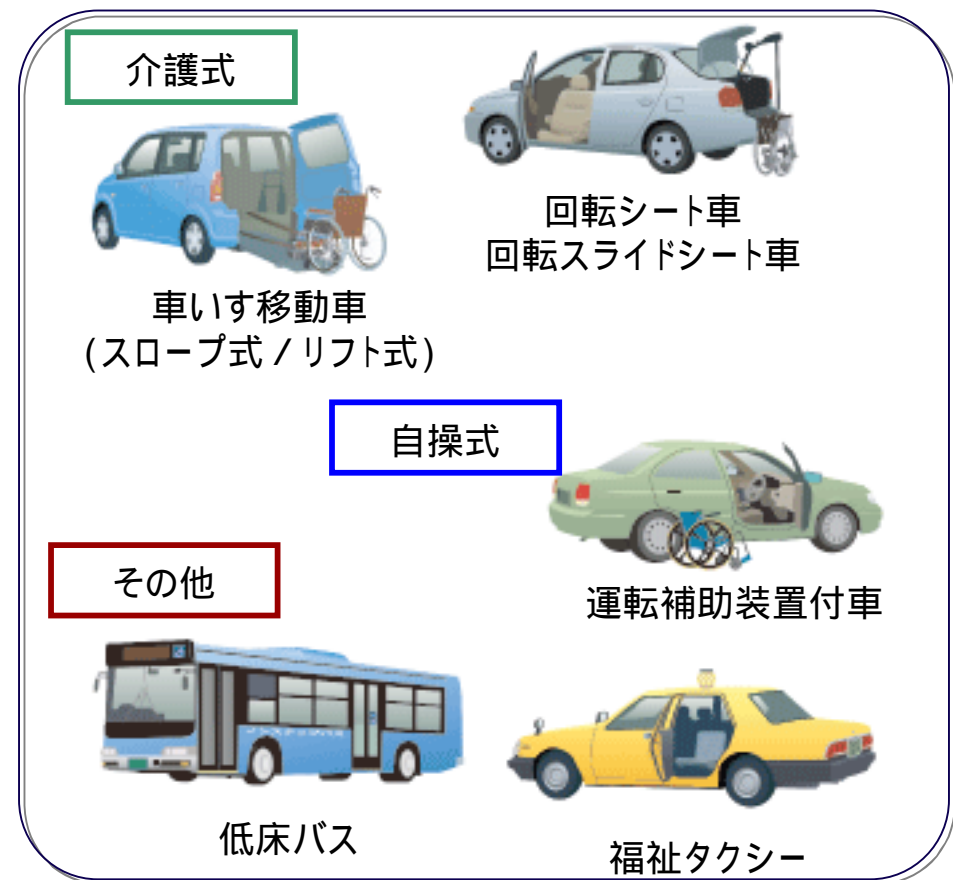 介護式
回転シート車
回転スライドシート車
車いす移動車
(スロープ式 / リフト式)
自操式
運転補助装置付車
その他
低床バス
福祉タクシー